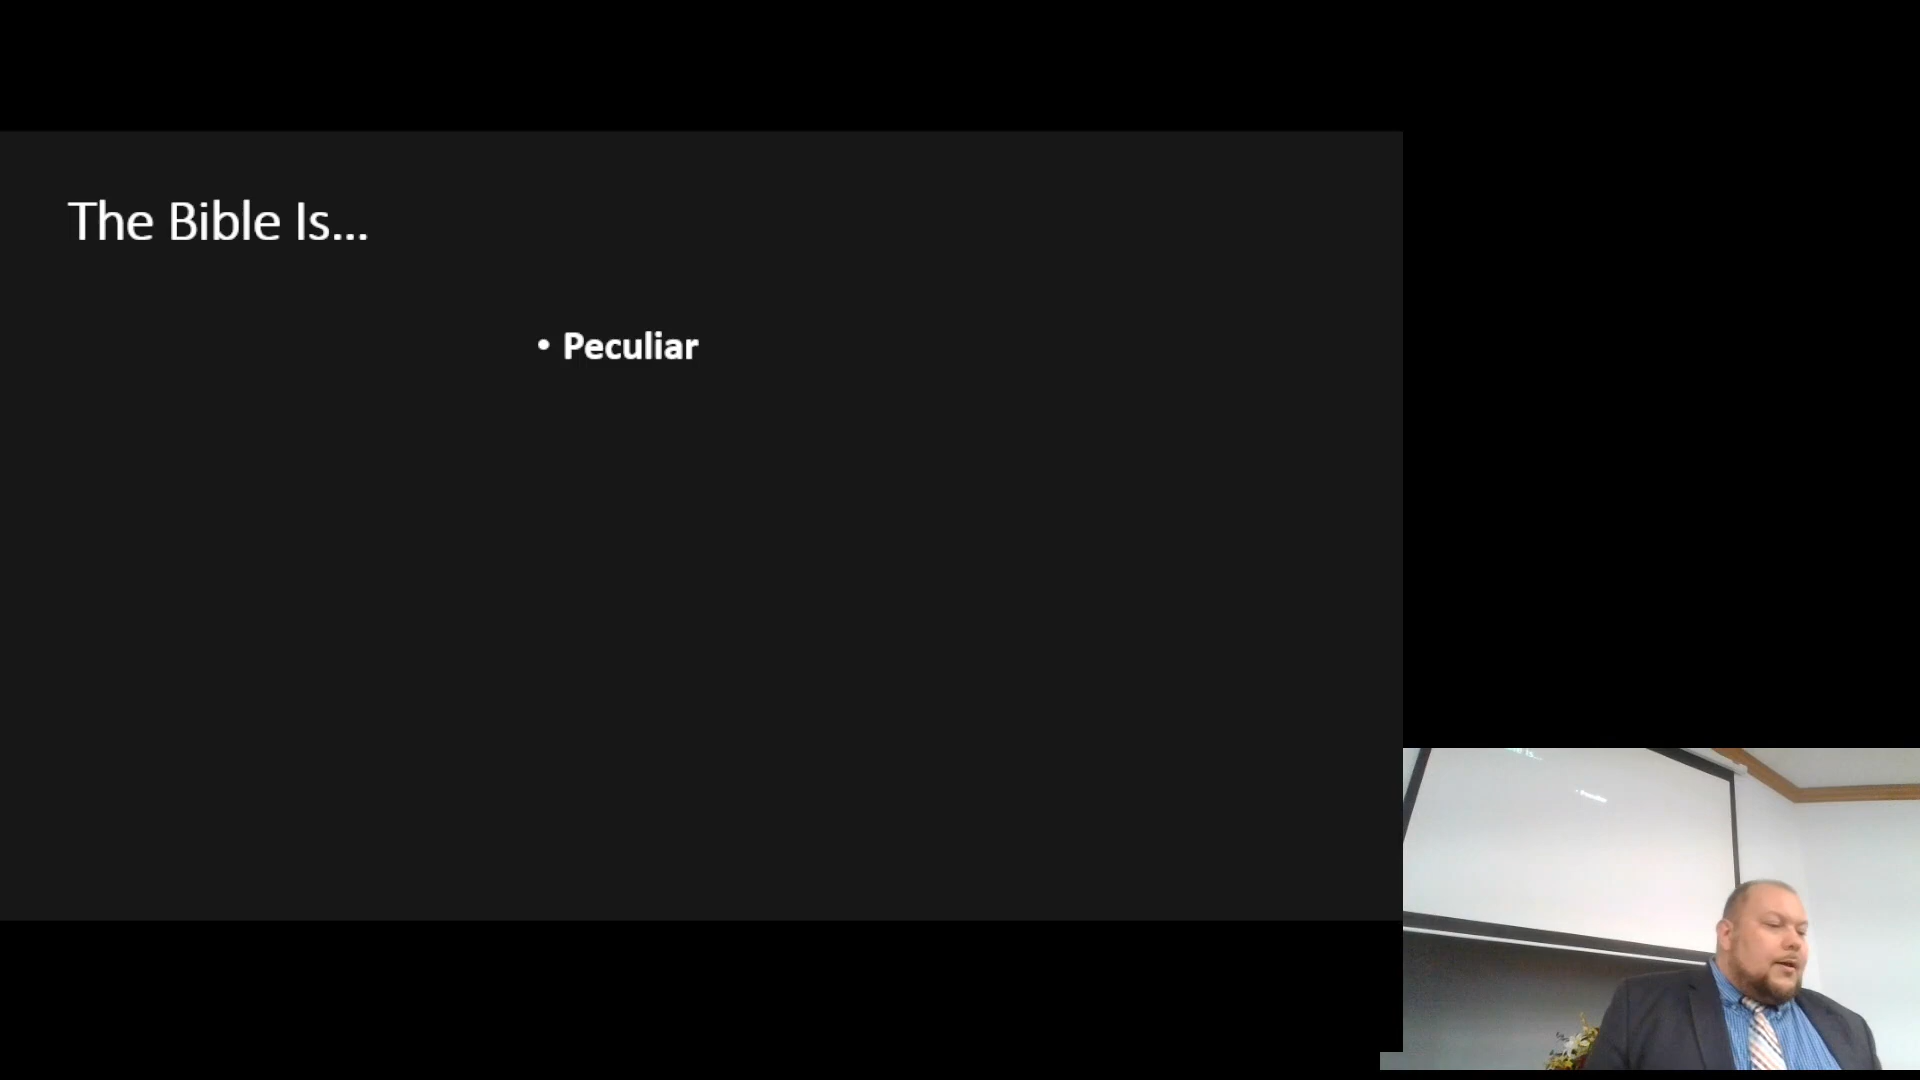 The Bible Is...
• Peculiar